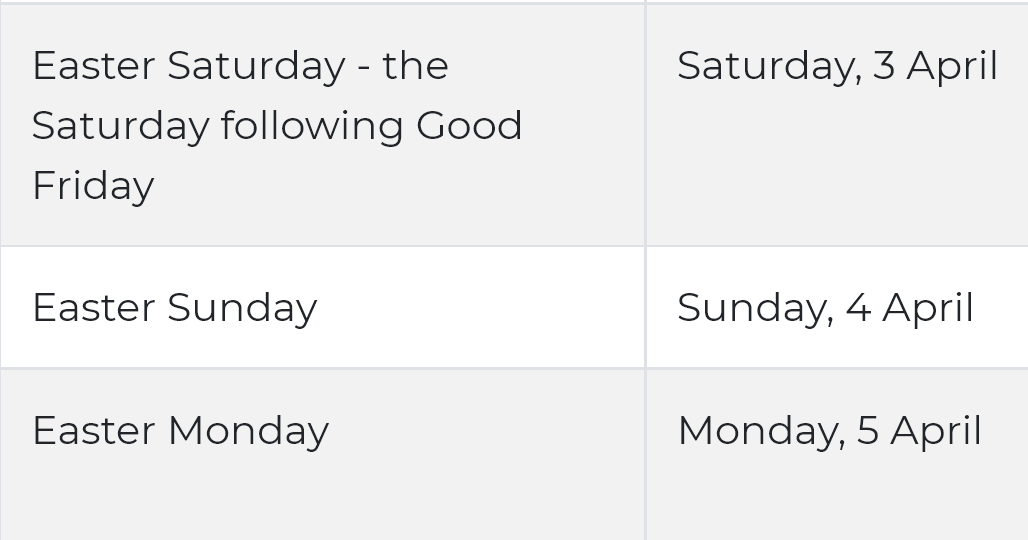 Easter Saturday - the
Saturday following Good
Friday
Saturday, 3 April
Easter Sunday
Sunday, 4 April
Easter Monday
Monday, 5 April